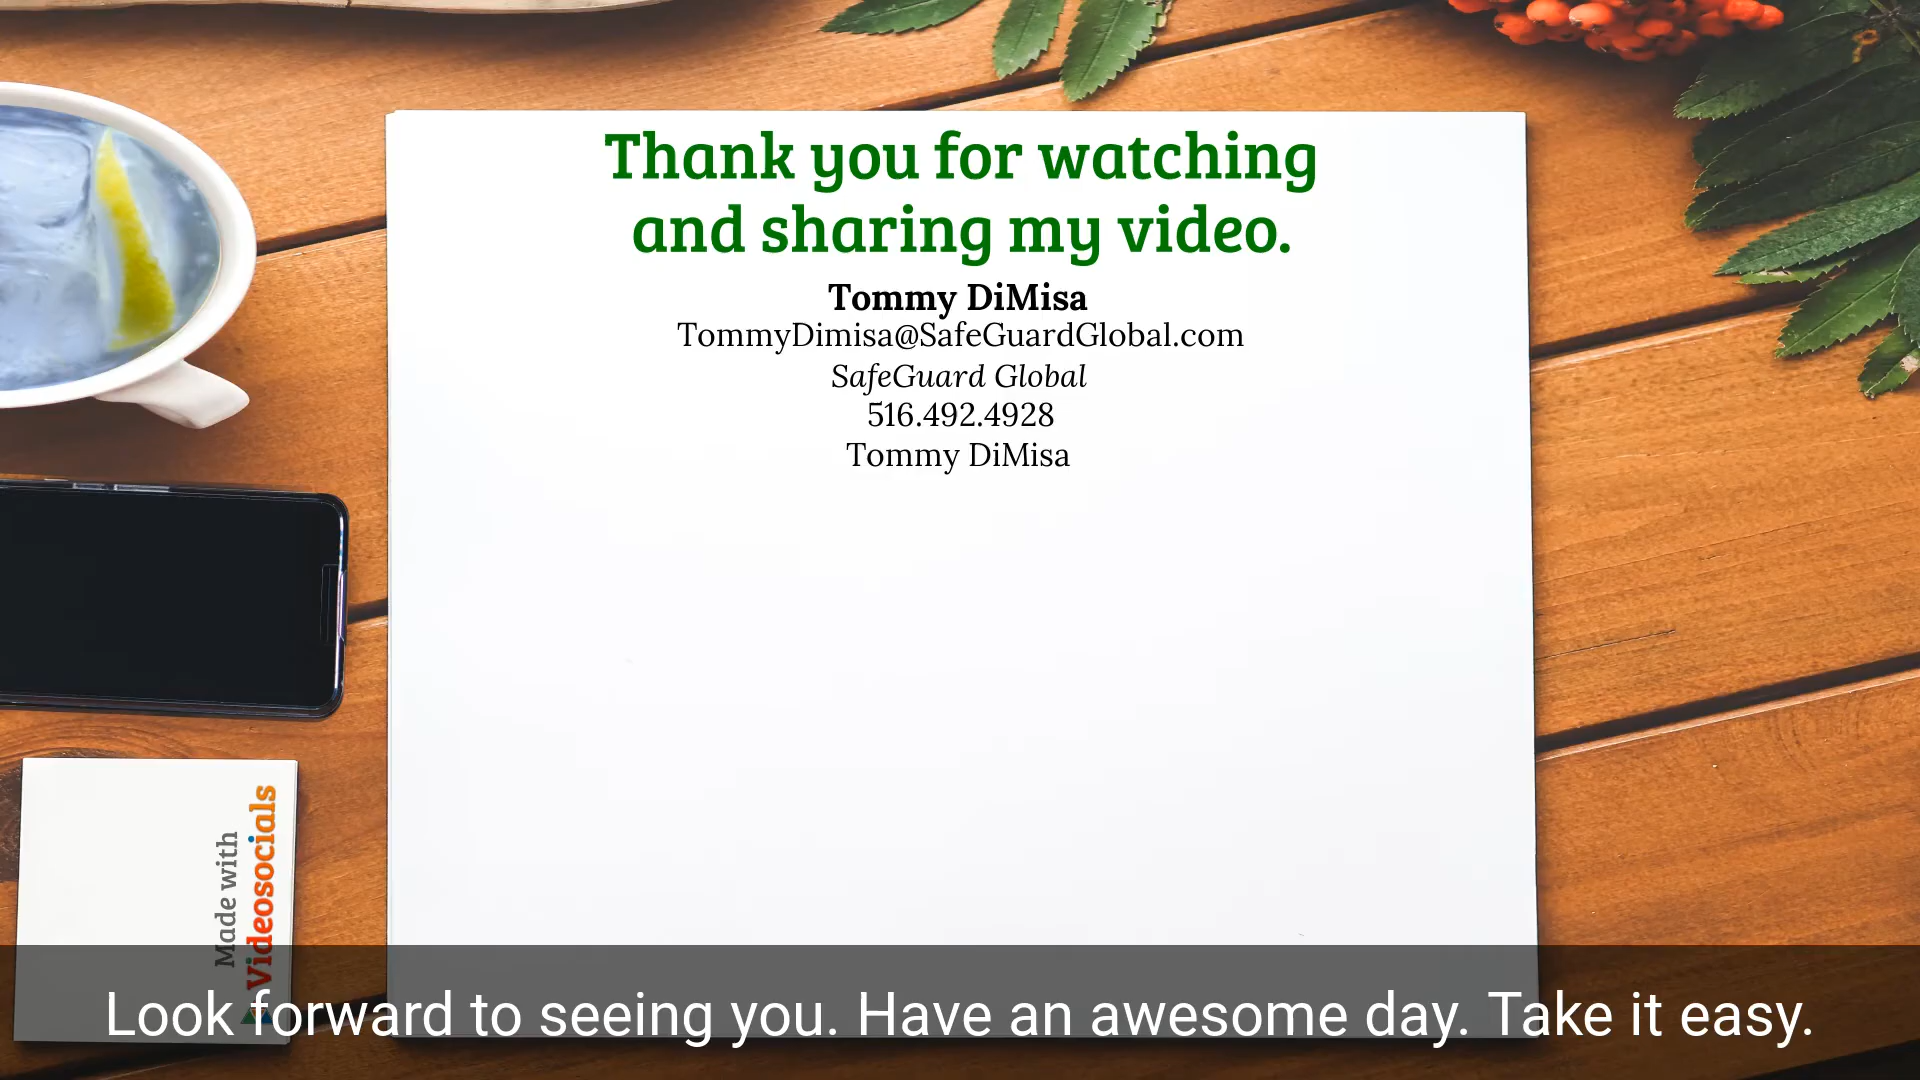 Thank you for watching
and sharing my video.
Tommy DiMisa
TommyDimisa@SafeGuardGlobal.com
SafeGuard Global
516.492.4928
Tommy DiMisa
Made with
Videosocials
Look forward to seeing you. Have an awesome day. Take it easy.